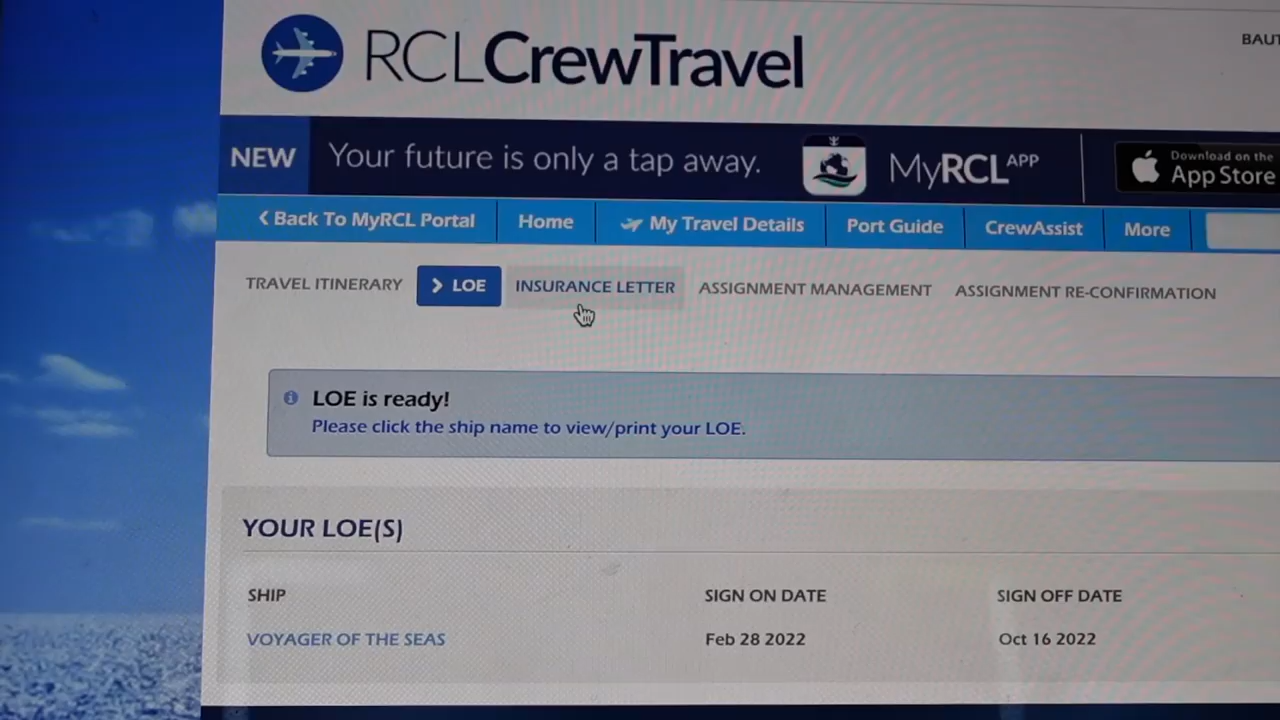 RCLCrewTravel
NEW Your future is only a tap away. MyRCL APP Download on the App Store
Back To MyRCL Portal Home My Travel Details Port Guide CrewAssist More
TRAVEL ITINERARY LOE INSURANCE LETTER ASSIGNMENT MANAGEMENT ASSIGNMENT RE-CONFIRMATION
LOE is ready!
Please click the ship name to view/print your LOE.
YOUR LOE(S)
SHIP SIGN ON DATE SIGN OFF DATE
VOYAGER OF THE SEAS Feb 28 2022 Oct 16 2022